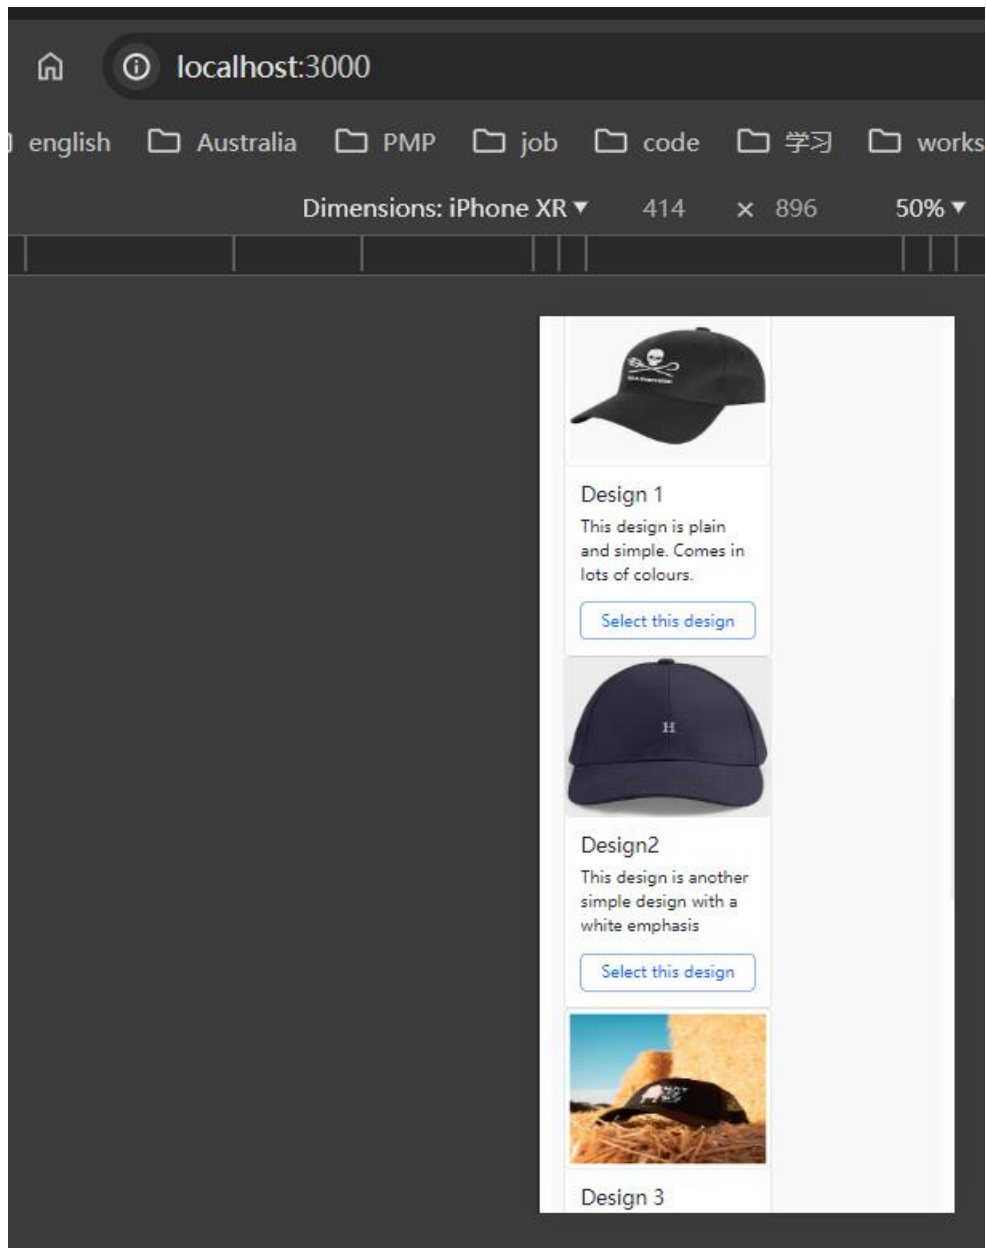 localhost:3000
english Australia PMP job code 学习 works
Dimensions: iPhone XR ▼ 414 × 896 50% ▼
Design 1
This design is plain
and simple. Comes in
lots of colours.
Select this design
H
Design2
This design is another
simple design with a
white emphasis
Select this design
Design 3